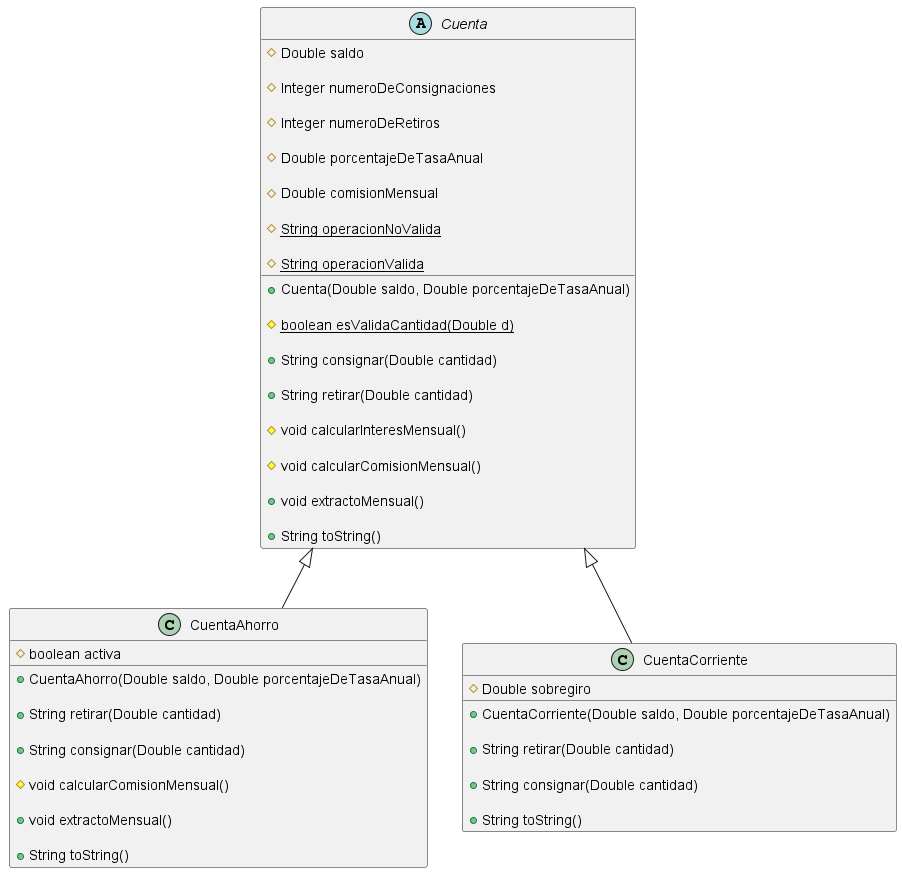 A Cuenta
Double saldo
Integer numeroDeConsignaciones
Integer numeroDeRetiros
Double porcentajeDeTasaAnual
Double comisionMensual
String operacionNoValida
String operacionValida
Cuenta(Double saldo, Double porcentajeDeTasaAnual)
boolean esValidaCantidad(Double d)
String consignar(Double cantidad)
String retirar(Double cantidad)
void calcularInteresMensual()
void calcularComisionMensual()
void extractoMensual()
String toString()
C CuentaAhorro
boolean activa
CuentaAhorro(Double saldo, Double porcentajeDeTasaAnual)
String retirar(Double cantidad)
String consignar(Double cantidad)
void calcularComisionMensual()
void extractoMensual()
String toString()
C CuentaCorriente
Double sobregiro
CuentaCorriente(Double saldo, Double porcentajeDeTasaAnual)
String retirar(Double cantidad)
String consignar(Double cantidad)
String toString()